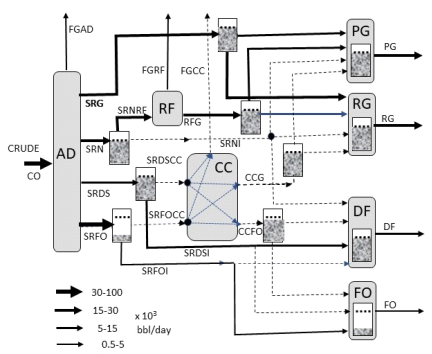 FGAD
PG
PG
FGRF
FGCC
SRG
RF
RG
SRNRF
RFG
RG
CRUDE
AD
SRN
SRNI
CO
SRDSCC
CC
SRDS
CCG
SRFOCC
DF
SRFO
CCFO
DF
SRDSI
SRFOI
FO
30-100
FO
15-30
x 10³
5-15
bbl/day
0.5-5